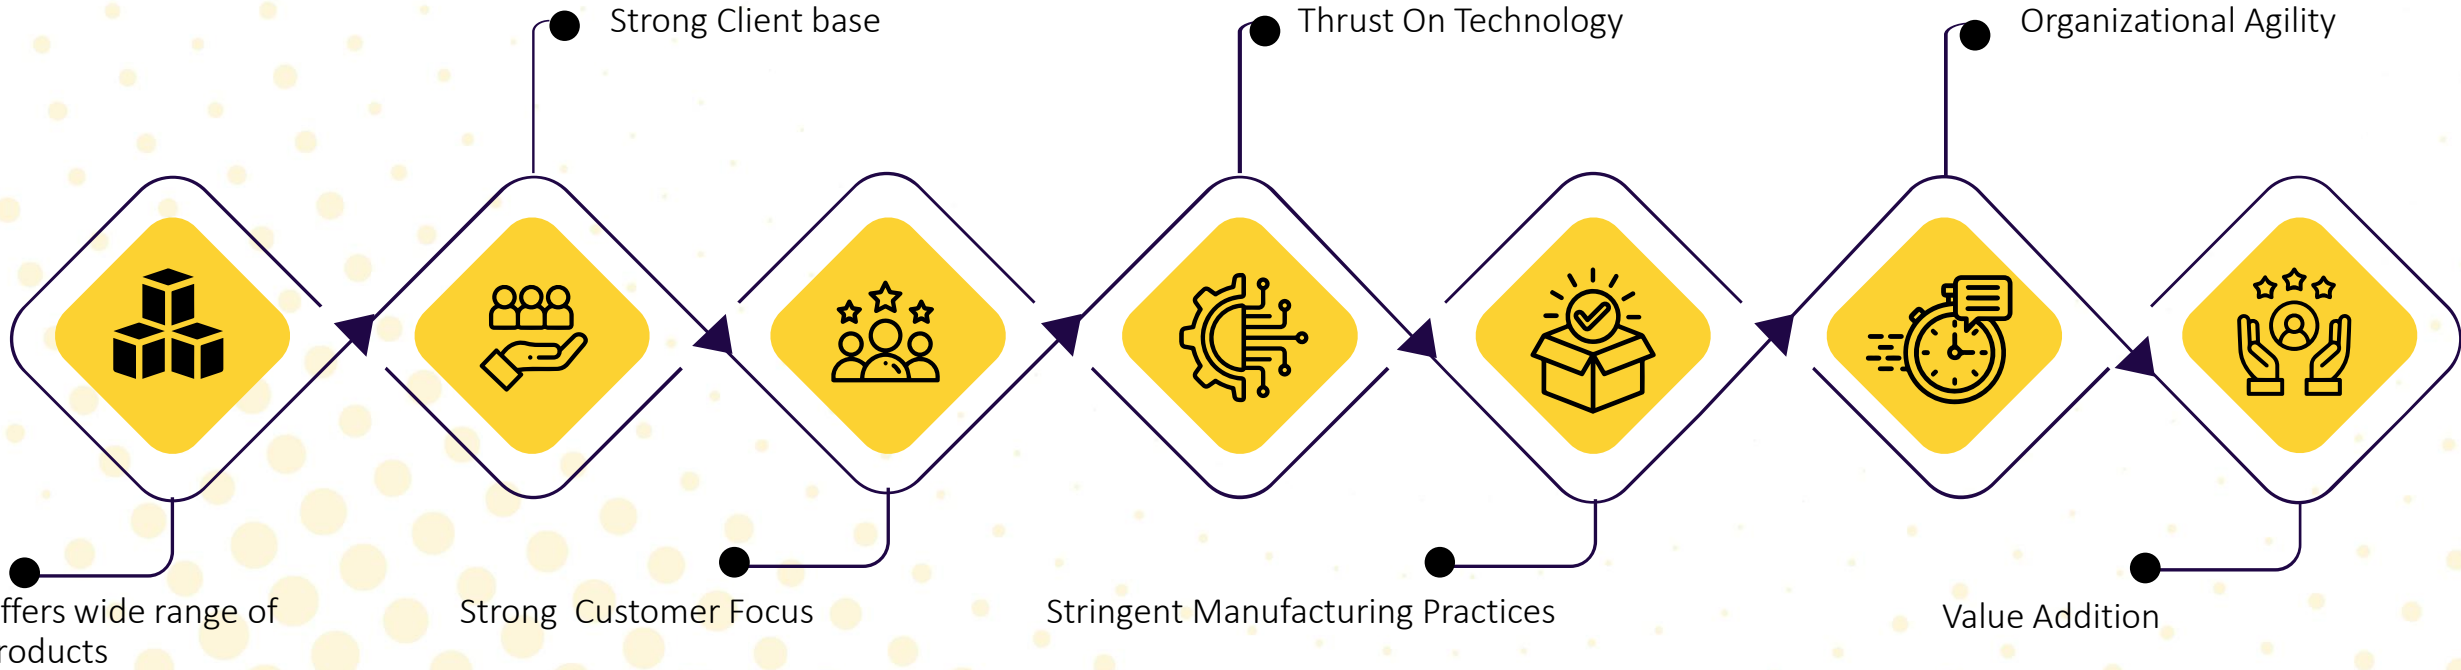 Strong Client base
Thrust On Technology
Organizational Agility
ffers wide range of
roducts
Strong  Customer Focus
Stringent Manufacturing Practices
Value Addition